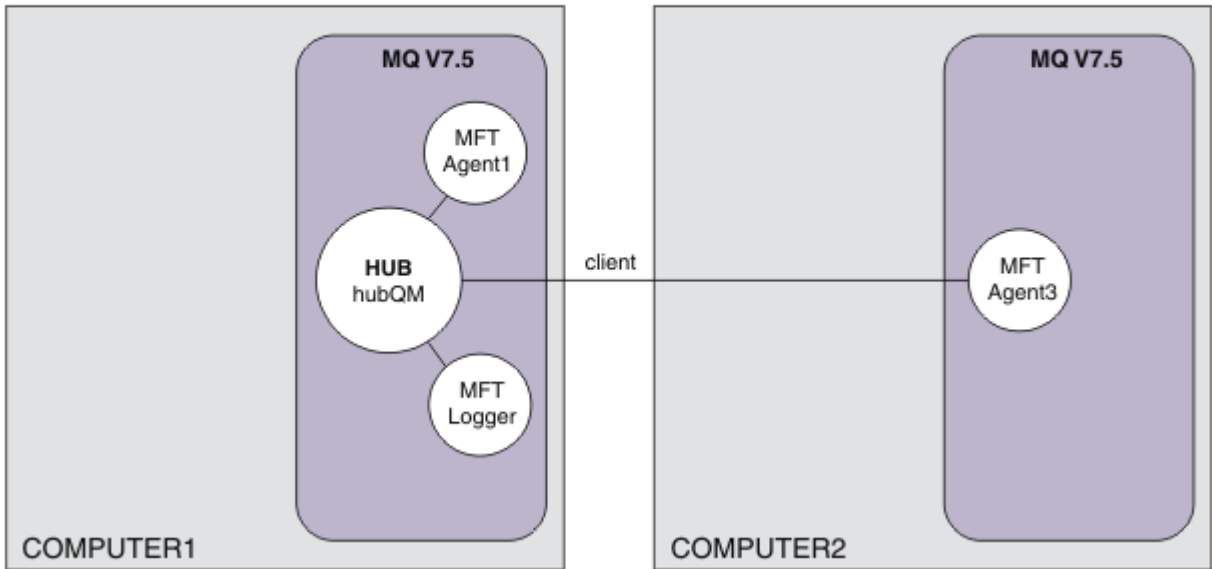 MQ V7.5
MFT
Agent1
HUB
hubQM
MFT
Logger
COMPUTER1
client
MQ V7.5
MFT
Agent3
COMPUTER2